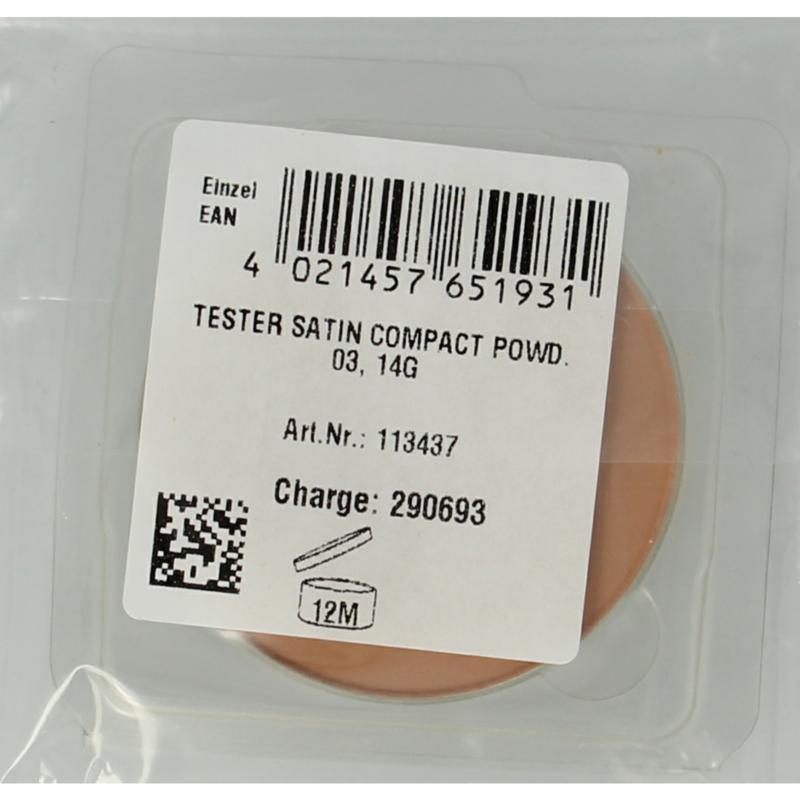 Einzel
EAN
4 021457 651931
TESTER SATIN COMPACT POWD.
03, 14G
Art.Nr.: 113437
Charge: 290693
12M